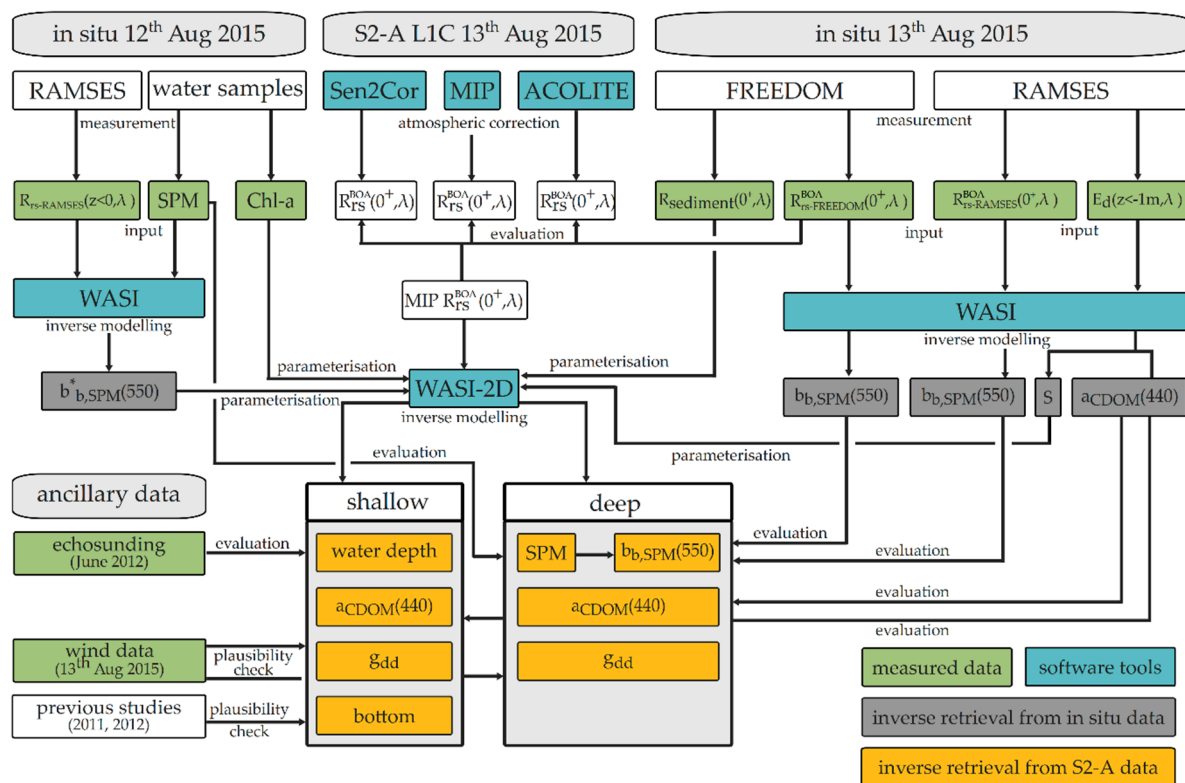 in situ 12th Aug 2015
S2-A L1C 13th Aug 2015
in situ 13th Aug 2015
RAMSES
water samples
Sen2Cor
MIP
ACOLITE
FREEDOM
RAMSES
measurement
atmospheric correction
measurement
Rrs-RAMSES(z<0,λ)
SPM
Chl-a
RrsBOA(0+,λ)
RrsBOA(0+,λ)
RrsBOA(0+,λ)
Rsediment(0+,λ)
Rrs-FREEDOMBOA(0+,λ)
Rrs-RAMSESBOA(0+,λ)
Ed(z<-1m,λ)
input
evaluation
input
input
WASI
MIP RrsBOA(0+,λ)
WASI
inverse modelling
inverse modelling
parameterisation
parameterisation
b*b,SPM(550)
parameterisation
WASI-2D
bb,SPM(550)
bb,SPM(550)
S
aCDOM(440)
inverse modelling
evaluation
parameterisation
ancillary data
shallow
deep
echosounding
(June 2012)
evaluation
water depth
SPM
bb,SPM(550)
evaluation
evaluation
aCDOM(440)
aCDOM(440)
evaluation
evaluation
wind data
(13th Aug 2015)
plausibility
check
gdd
gdd
measured data
software tools
previous studies
(2011, 2012)
plausibility
check
bottom
inverse retrieval from in situ data
inverse retrieval from S2-A data